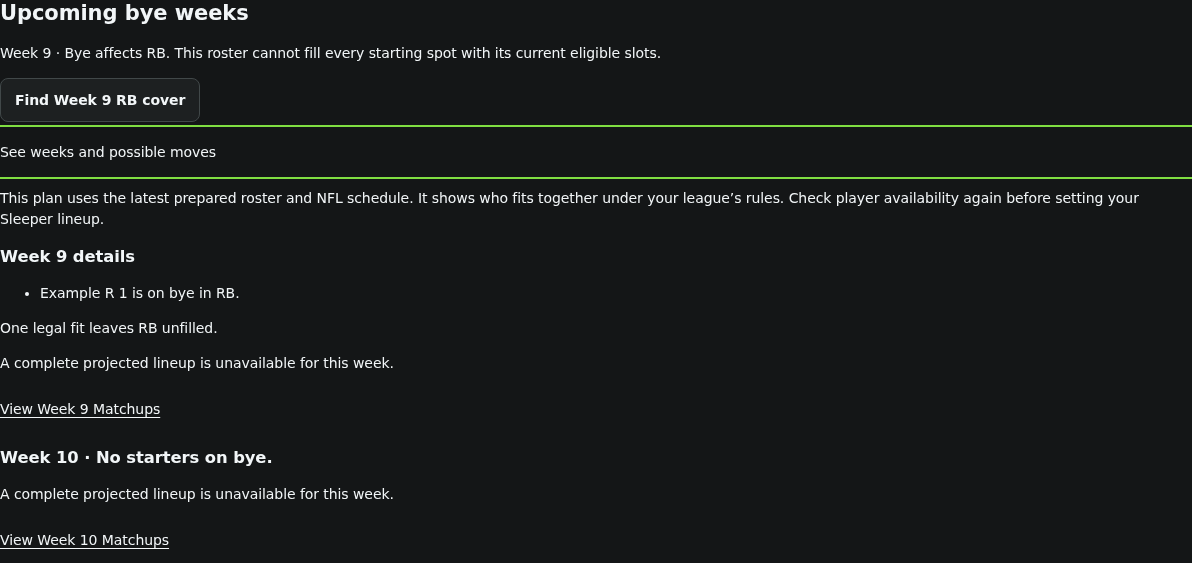 Upcoming bye weeks
Week 9 · Bye affects RB. This roster cannot fill every starting spot with its current eligible slots.
Find Week 9 RB cover
See weeks and possible moves
This plan uses the latest prepared roster and NFL schedule. It shows who fits together under your league’s rules. Check player availability again before setting your
Sleeper lineup.
Week 9 details
• Example R 1 is on bye in RB.
One legal fit leaves RB unfilled.
A complete projected lineup is unavailable for this week.
View Week 9 Matchups
Week 10 · No starters on bye.
A complete projected lineup is unavailable for this week.
View Week 10 Matchups